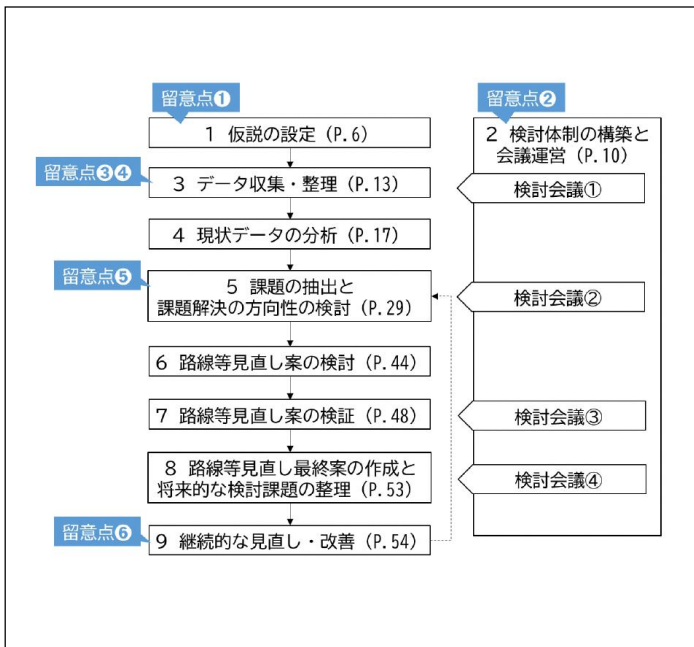 留意点❶
1 仮説の設定 (P.6)
留意点❸❹
3 データ収集・整理 (P.13)
4 現状データの分析 (P.17)
留意点❺
5 課題の抽出と
課題解決の方向性の検討 (P.29)
6 路線等見直し案の検討 (P.44)
7 路線等見直し案の検証 (P.48)
8 路線等見直し最終案の作成と
将来的な検討課題の整理 (P.53)
留意点❻
9 継続的な見直し・改善 (P.54)
留意点❷
2 検討体制の構築と
会議運営 (P.10)
検討会議①
検討会議②
検討会議③
検討会議④